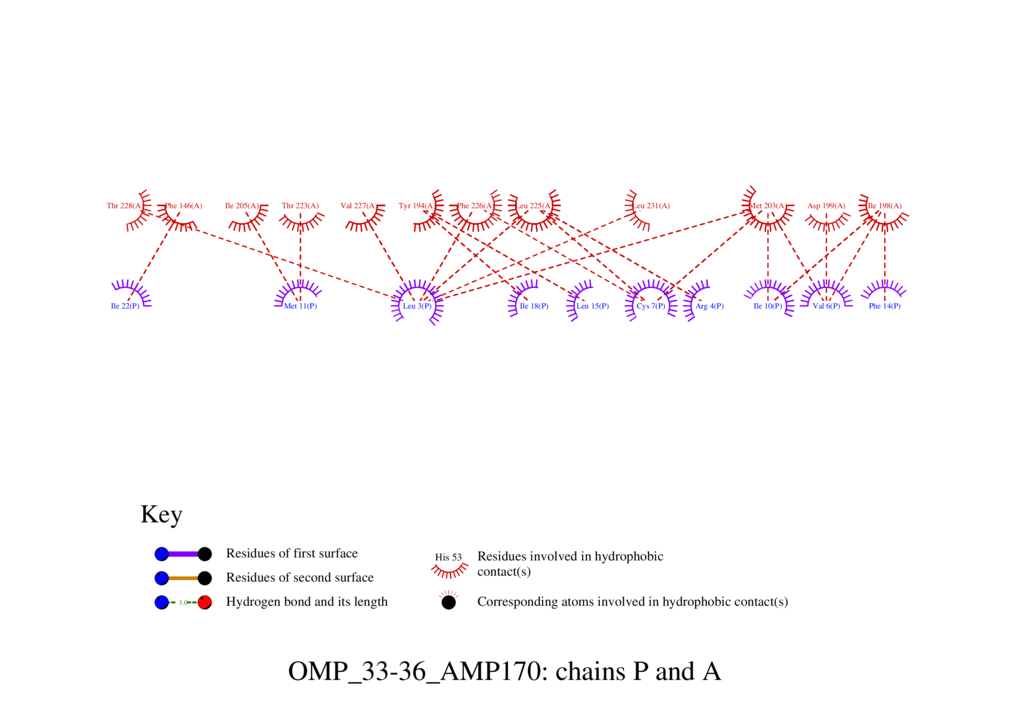 Thr 228(A) Phe 146(A) Ile 205(A) Thr 223(A) Val 227(A) Tyr 194(A) Phe 226(A) Leu 225(A) Leu 231(A) Met 203(A) Asp 199(A) Ile 198(A)
Ile 22(P) Met 11(P) Leu 3(P) Ile 18(P) Leu 15(P) Cys 7(P) Arg 4(P) Ile 10(P) Val 6(P) Phe 14(P)
Key
Residues of first surface
Residues of second surface
3.0 Hydrogen bond and its length
His 53 Residues involved in hydrophobic
contact(s)
Corresponding atoms involved in hydrophobic contact(s)
OMP_33-36_AMP170: chains P and A